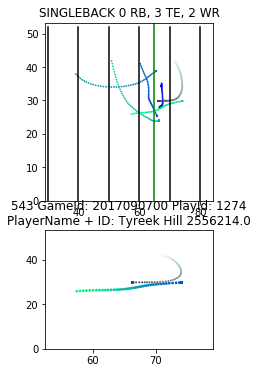 SINGLEBACK 0 RB, 3 TE, 2 WR
50
40
30
20
10
0
40 60 80
543 GameId: 2017090700 PlayId: 1274
PlayerName + ID: Tyreek Hill 2556214.0
40
20
0
60 70